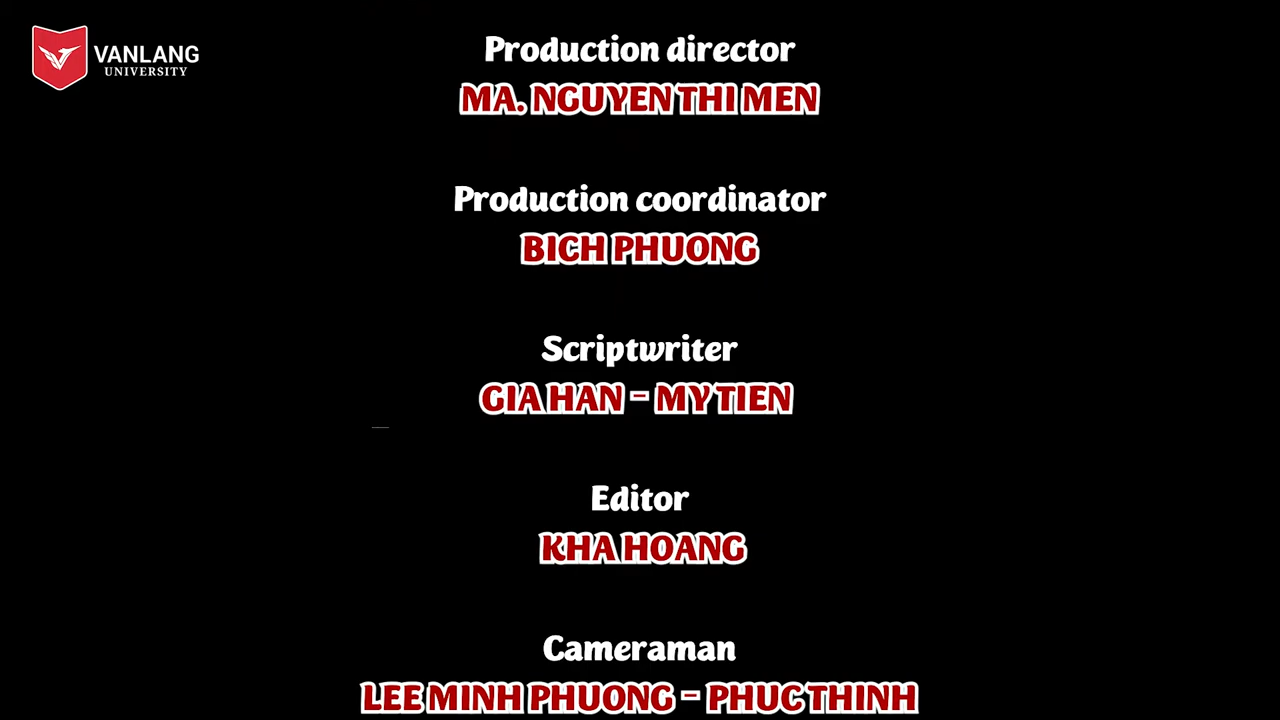 VANLANG
UNIVERSITY
Production director
MA. NGUYEN THI MEN
Production coordinator
BICH PHUONG
Scriptwriter
GIA HAN - MY TIEN
Editor
KHA HOANG
Cameraman
LEE MINH PHUONG - PHUC THINH